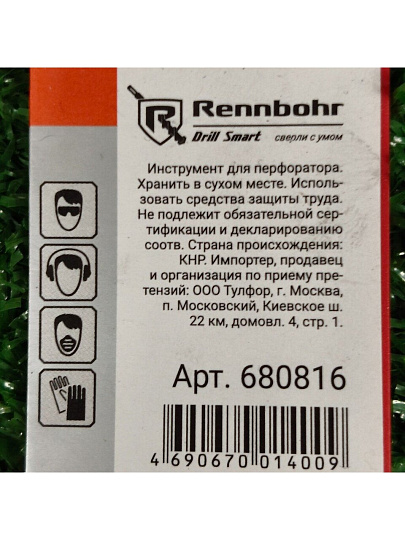 R Rennbohr
Drill Smart сверли с умом
Инструмент для перфоратора.
Хранить в сухом месте. Исполь-
зовать средства защиты труда.
Не подлежит обязательной сер-
тификации и декларированию
соотв. Страна происхождения:
КНР. Импортер, продавец
и организация по приему пре-
тензий: ООО Тулфор, г. Москва,
п. Московский, Киевское ш.
22 км, домовл. 4, стр. 1.
Арт. 680816
4 690670 014009